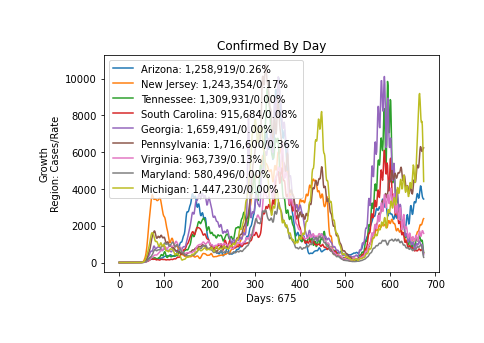 Confirmed By Day
Growth
Region: Cases/Rate
10000
8000
6000
4000
2000
0
Arizona: 1,258,919/0.26%
New Jersey: 1,243,354/0.17%
Tennessee: 1,309,931/0.00%
South Carolina: 915,684/0.08%
Georgia: 1,659,491/0.00%
Pennsylvania: 1,716,600/0.36%
Virginia: 963,739/0.13%
Maryland: 580,496/0.00%
Michigan: 1,447,230/0.00%
0 100 200 300 400 500 600 700
Days: 675